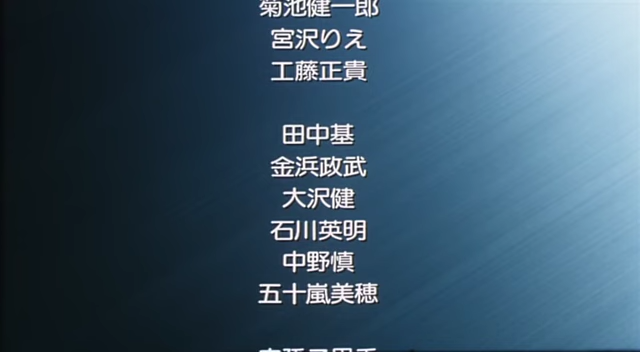 菊池健一郎
宮沢りえ
工藤正貴
田中基
金浜政武
大沢健
石川英明
中野慎
五十嵐美穂